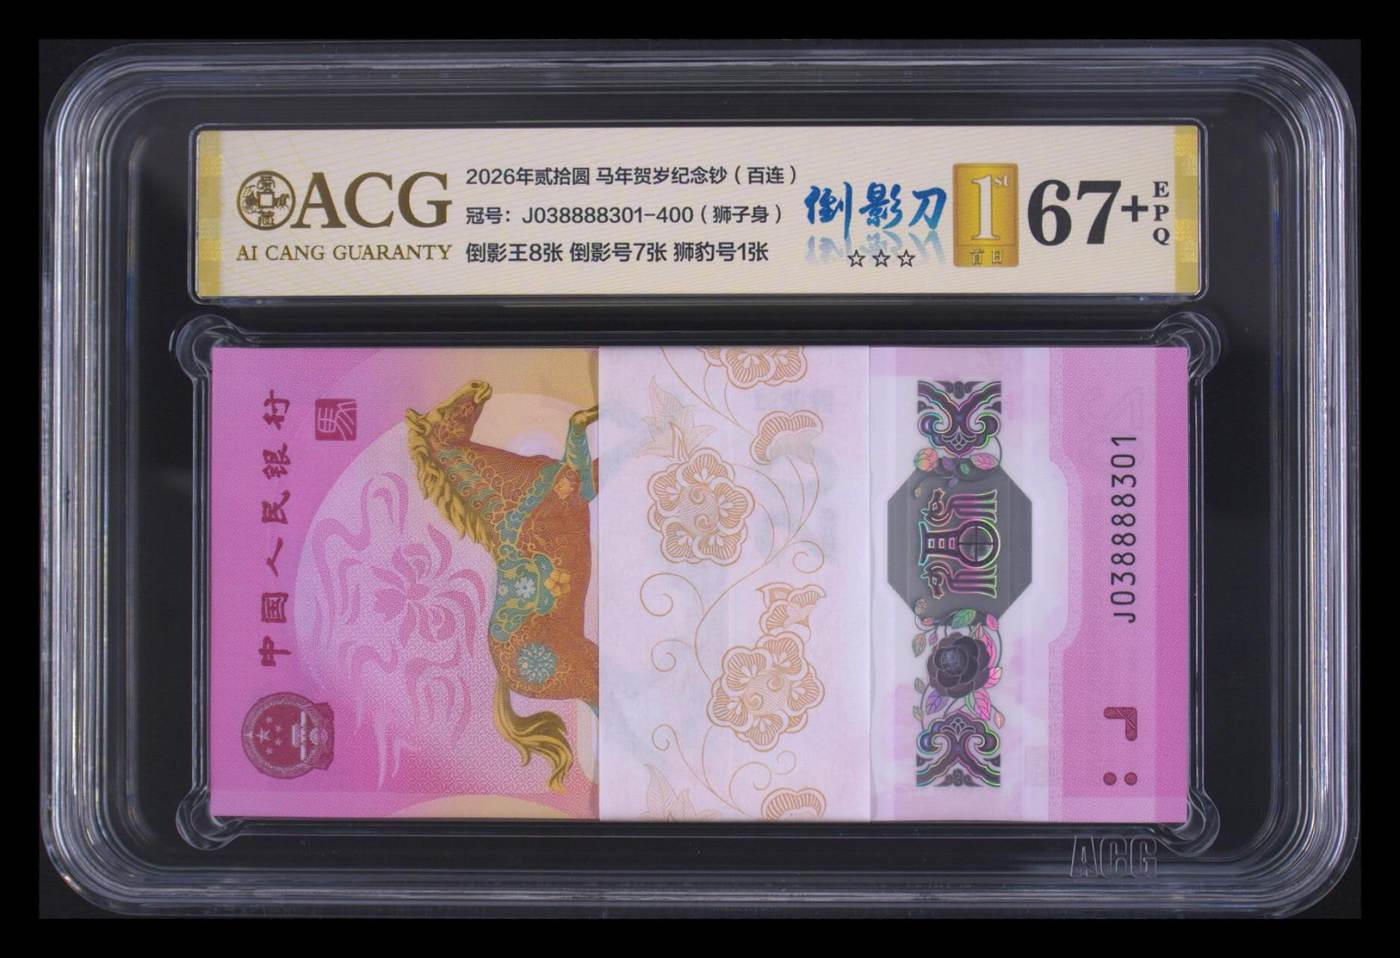 ACG
AI CANG GUARANTY
2026年贰拾圆 马年贺岁纪念钞（百连）
冠号：J038888301-400（狮子身）
倒影王8张 倒影号7张 狮豹号1张
倒影刀
☆☆☆
1st
首日
67+
EPQ
中国人民银行
J038888301
ACG